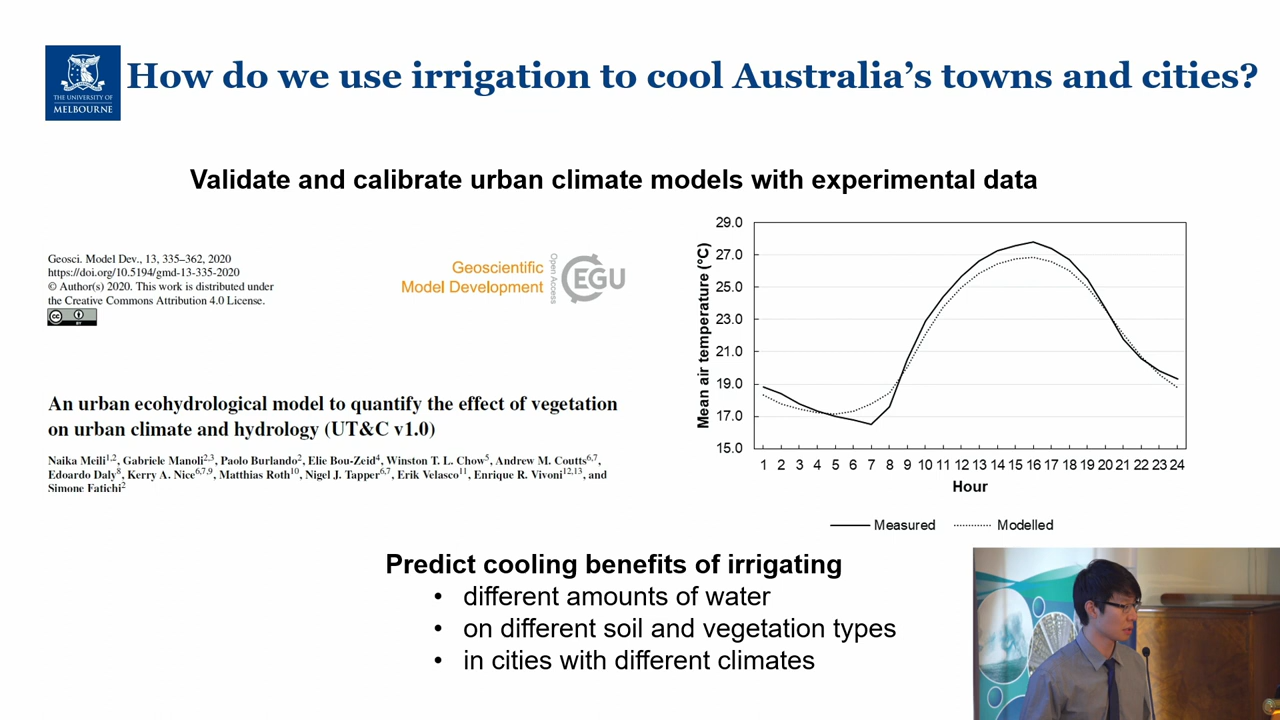 THE UNIVERSITY OF
MELBOURNE
How do we use irrigation to cool Australia's towns and cities?
Validate and calibrate urban climate models with experimental data
Geosci. Model Dev., 13, 335–362, 2020
https://doi.org/10.5194/gmd-13-335-2020
© Author(s) 2020. This work is distributed under
the Creative Commons Attribution 4.0 License.
cc
BY
Geoscientific
Model Development
Open Access
EGU
An urban ecohydrological model to quantify the effect of vegetation
on urban climate and hydrology (UT&C v1.0)
Naika Meili1,2, Gabriele Manoli2,3, Paolo Burlando2, Elie Bou-Zeid4, Winston T. L. Chow5, Andrew M. Coutts6,7,
Edoardo Daly8, Kerry A. Nice6,7,9, Matthias Roth10, Nigel J. Tapper6,7, Erik Velasco11, Enrique R. Vivoni12,13, and
Simone Fatichi2
Mean air temperature (°C)
29.0
27.0
25.0
23.0
21.0
19.0
17.0
15.0
1 2 3 4 5 6 7 8 9 10 11 12 13 14 15 16 17 18 19 20 21 22 23 24
Hour
Measured Modelled
Predict cooling benefits of irrigating
• different amounts of water
• on different soil and vegetation types
• in cities with different climates